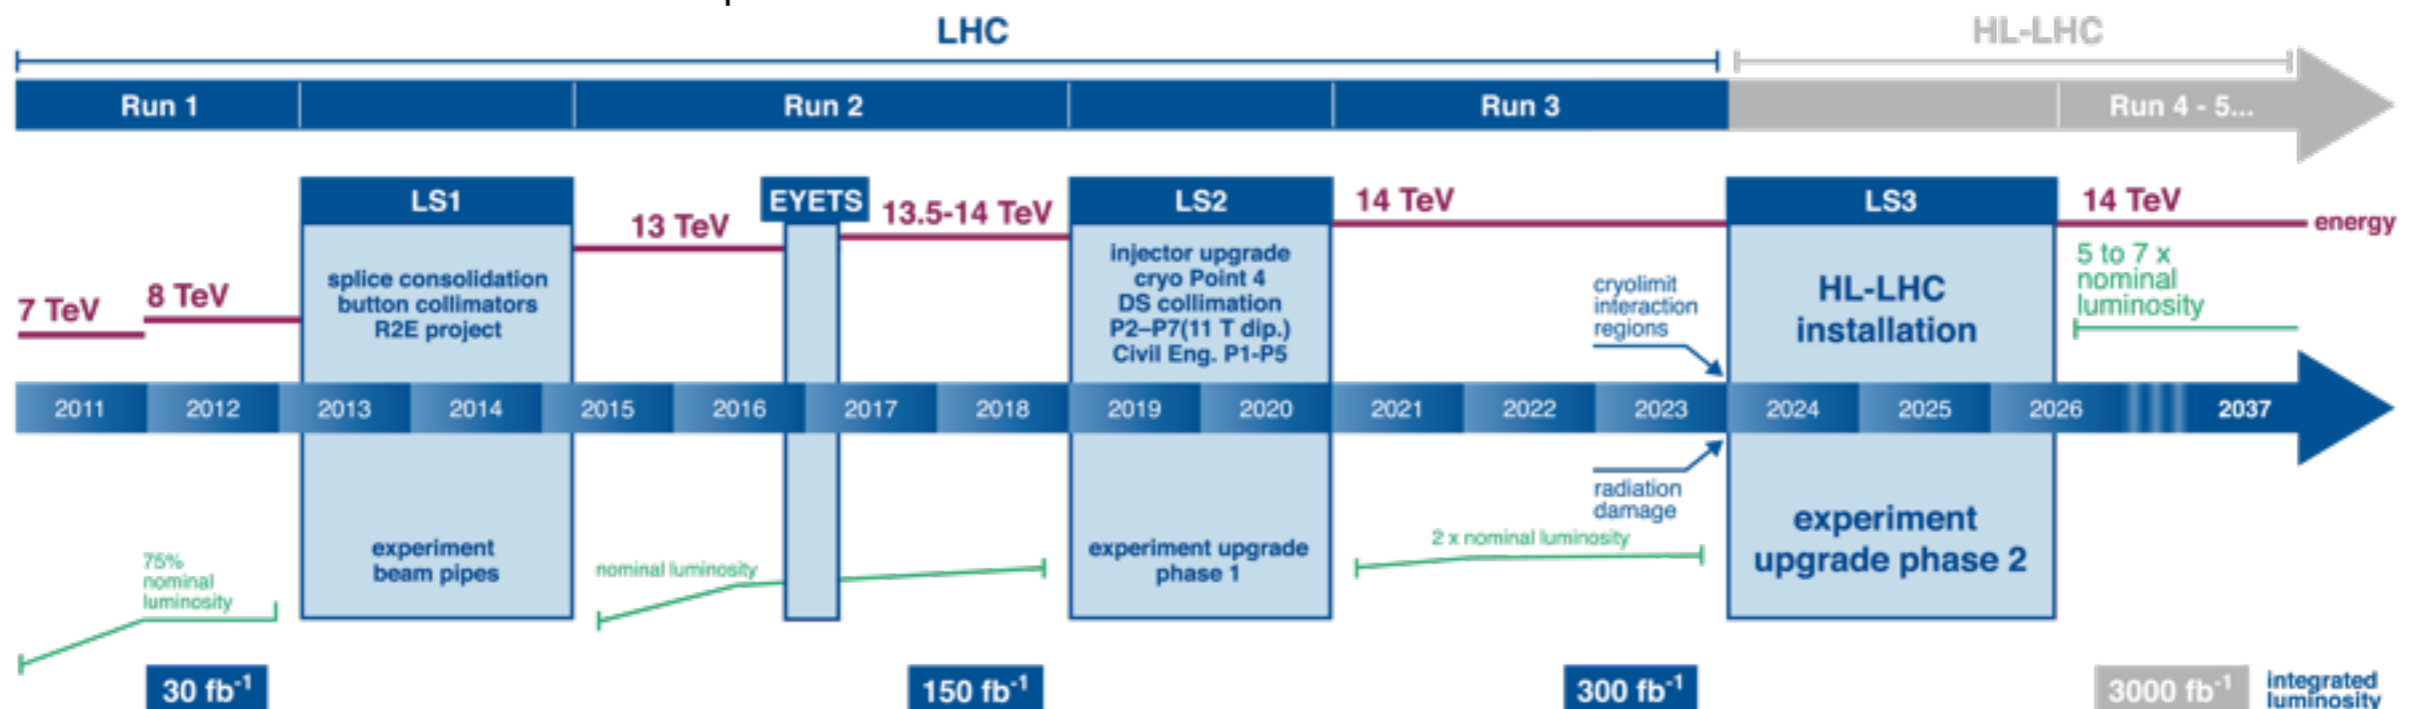 LHC
HL-LHC
Run 1
Run 2
Run 3
Run 4 - 5...
LS1
EYETS
LS2
LS3
7 TeV
8 TeV
13 TeV
13.5-14 TeV
14 TeV
14 TeV
energy
splice consolidation
button collimators
R2E project
injector upgrade
cryo Point 4
DS collimation
P2–P7(11 T dip.)
Civil Eng. P1-P5
cryolimit
interaction
regions
HL-LHC
installation
5 to 7 x
nominal
luminosity
2011
2012
2013
2014
2015
2016
2017
2018
2019
2020
2021
2022
2023
2024
2025
2026
2037
75%
nominal
luminosity
experiment
beam pipes
nominal luminosity
experiment upgrade
phase 1
2 x nominal luminosity
radiation
damage
experiment
upgrade phase 2
30 fb⁻¹
150 fb⁻¹
300 fb⁻¹
3000 fb⁻¹
integrated
luminosity